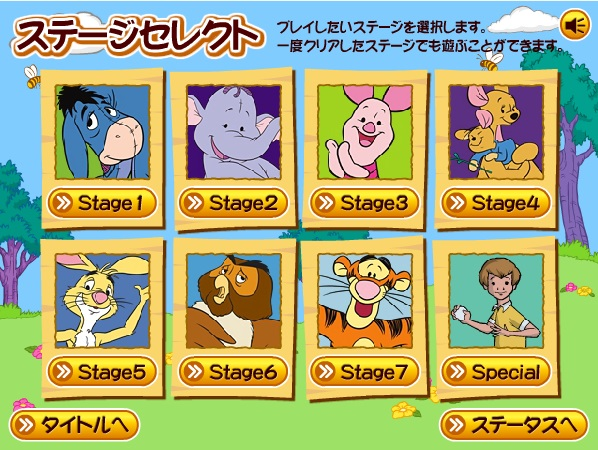 ステージセレクト
プレイしたいステージを選択します。
一度クリアしたステージでも遊ぶことができます。
Stage1
Stage2
Stage3
Stage4
Stage5
Stage6
Stage7
Special
タイトルへ
ステータスへ